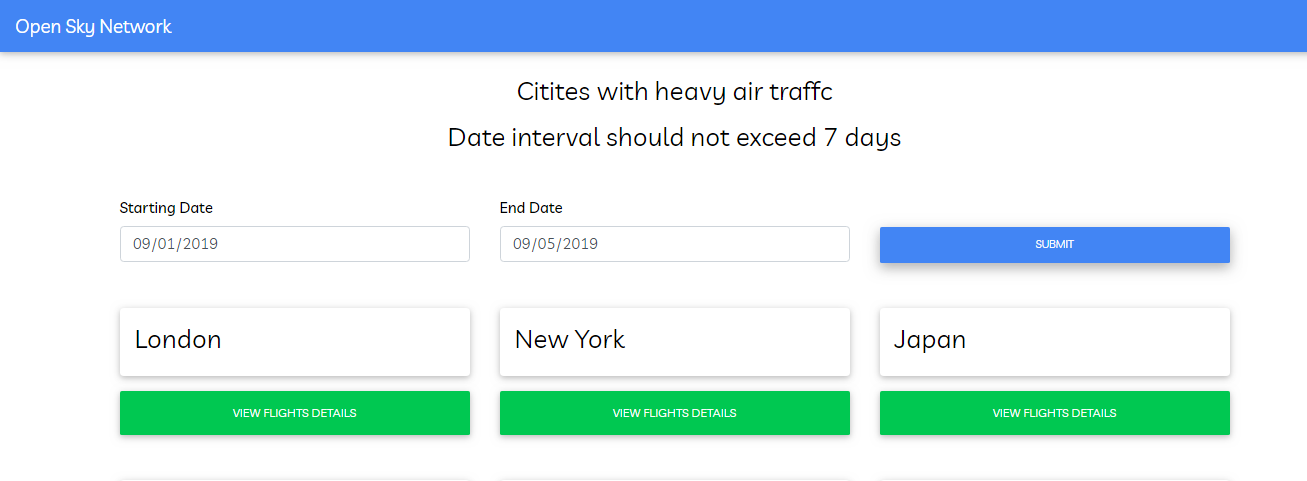 Open Sky Network
Citites with heavy air traffc
Date interval should not exceed 7 days
Starting Date
End Date
09/01/2019
09/05/2019
SUBMIT
London
New York
Japan
VIEW FLIGHTS DETAILS
VIEW FLIGHTS DETAILS
VIEW FLIGHTS DETAILS